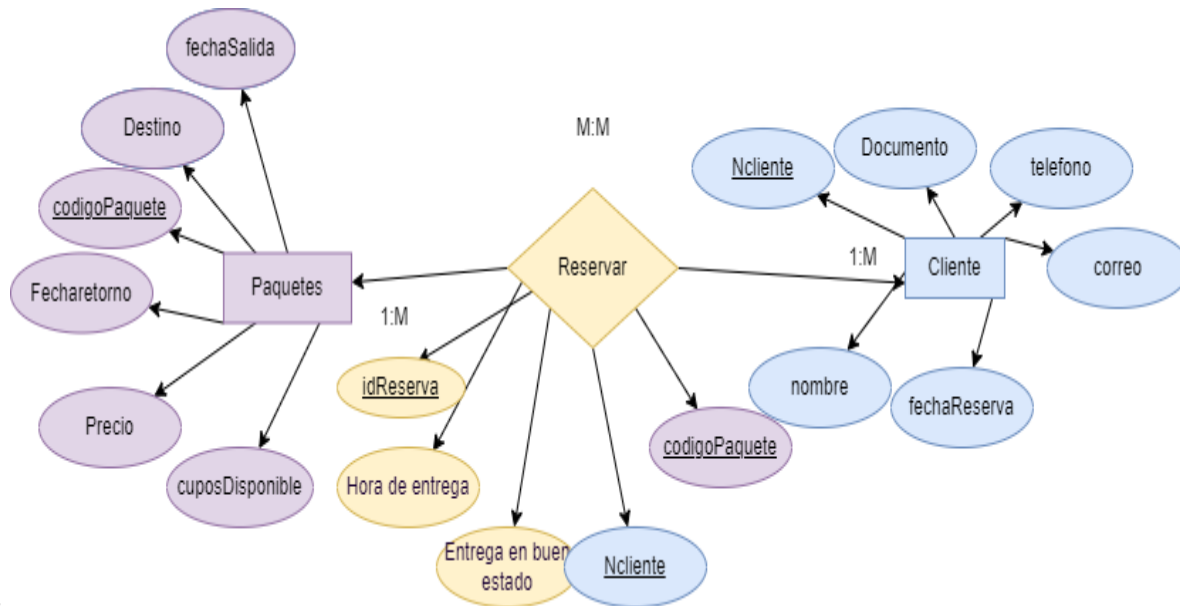 fechaSalida
Destino
M:M
Ncliente
Documento
telefono
codigoPaquete
Paquetes
Reservar
1:M
Cliente
correo
Fecharetorno
1:M
idReserva
nombre
fechaReserva
Precio
codigoPaquete
cuposDisponible
Hora de entrega
Entrega en buen
estado
Ncliente